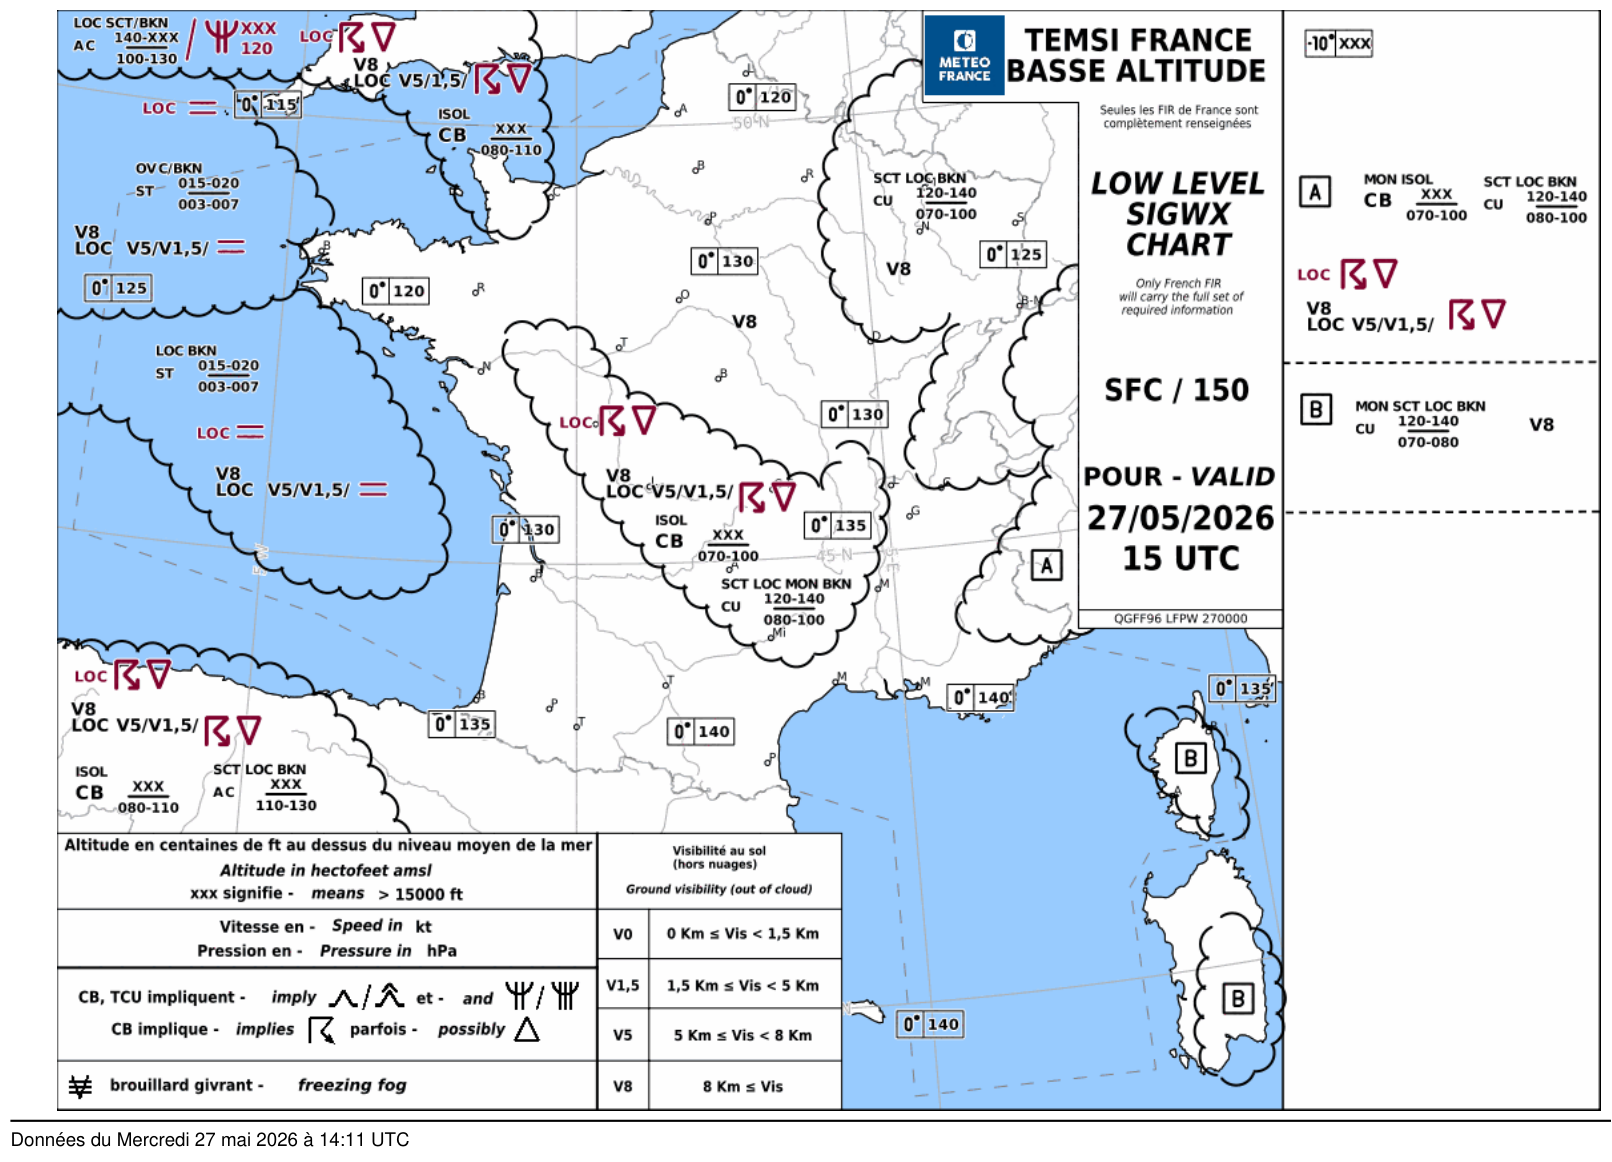 LOC SCT/BKN
AC 140-XXX
100-130
XXX
120
LOC
V8
LOC V5/1,5/
ISOL
CB XXX
080-110
LOC
0° 115
OVC/BKN
ST 015-020
003-007
V8
LOC V5/V1,5/
0° 125
LOC BKN
ST 015-020
003-007
LOC
V8
LOC V5/V1,5/
0° 120
50°N
0° 120
0° 130
V8
SCT LOC BKN
CU 120-140
070-100
V8
0° 125
0° 130
LOC
V8
LOC V5/V1,5/
ISOL
CB XXX
070-100
0° 135
45°N
SCT LOC MON BKN
CU 120-140
080-100
0° 130
A
LOC
V8
LOC V5/V1,5/
ISOL
CB XXX
080-110
SCT LOC BKN
AC XXX
110-130
0° 135
0° 140
0° 140
0° 135
B
B
0° 140
METEO
FRANCE
TEMSI FRANCE
BASSE ALTITUDE
Seules les FIR de France sont
complètement renseignées
LOW LEVEL
SIGWX
CHART
Only French FIR
will carry the full set of
required information
SFC / 150
POUR - VALID
27/05/2026
15 UTC
QGFF96 LFPW 270000
-10° XXX
A
MON ISOL
CB XXX
070-100
SCT LOC BKN
CU 120-140
080-100
LOC
V8
LOC V5/V1,5/
B
MON SCT LOC BKN
CU 120-140
070-080
V8
Altitude en centaines de ft au dessus du niveau moyen de la mer
Altitude in hectofeet amsl
xxx signifie - means > 15000 ft
Vitesse en - Speed in kt
Pression en - Pressure in hPa
CB, TCU impliquent - imply / et - and /
CB implique - implies parfois - possibly
brouillard givrant - freezing fog
Visibilité au sol
(hors nuages)
Ground visibility (out of cloud)
V0 0 Km ≤ Vis < 1,5 Km
V1,5 1,5 Km ≤ Vis < 5 Km
V5 5 Km ≤ Vis < 8 Km
V8 8 Km ≤ Vis
Données du Mercredi 27 mai 2026 à 14:11 UTC